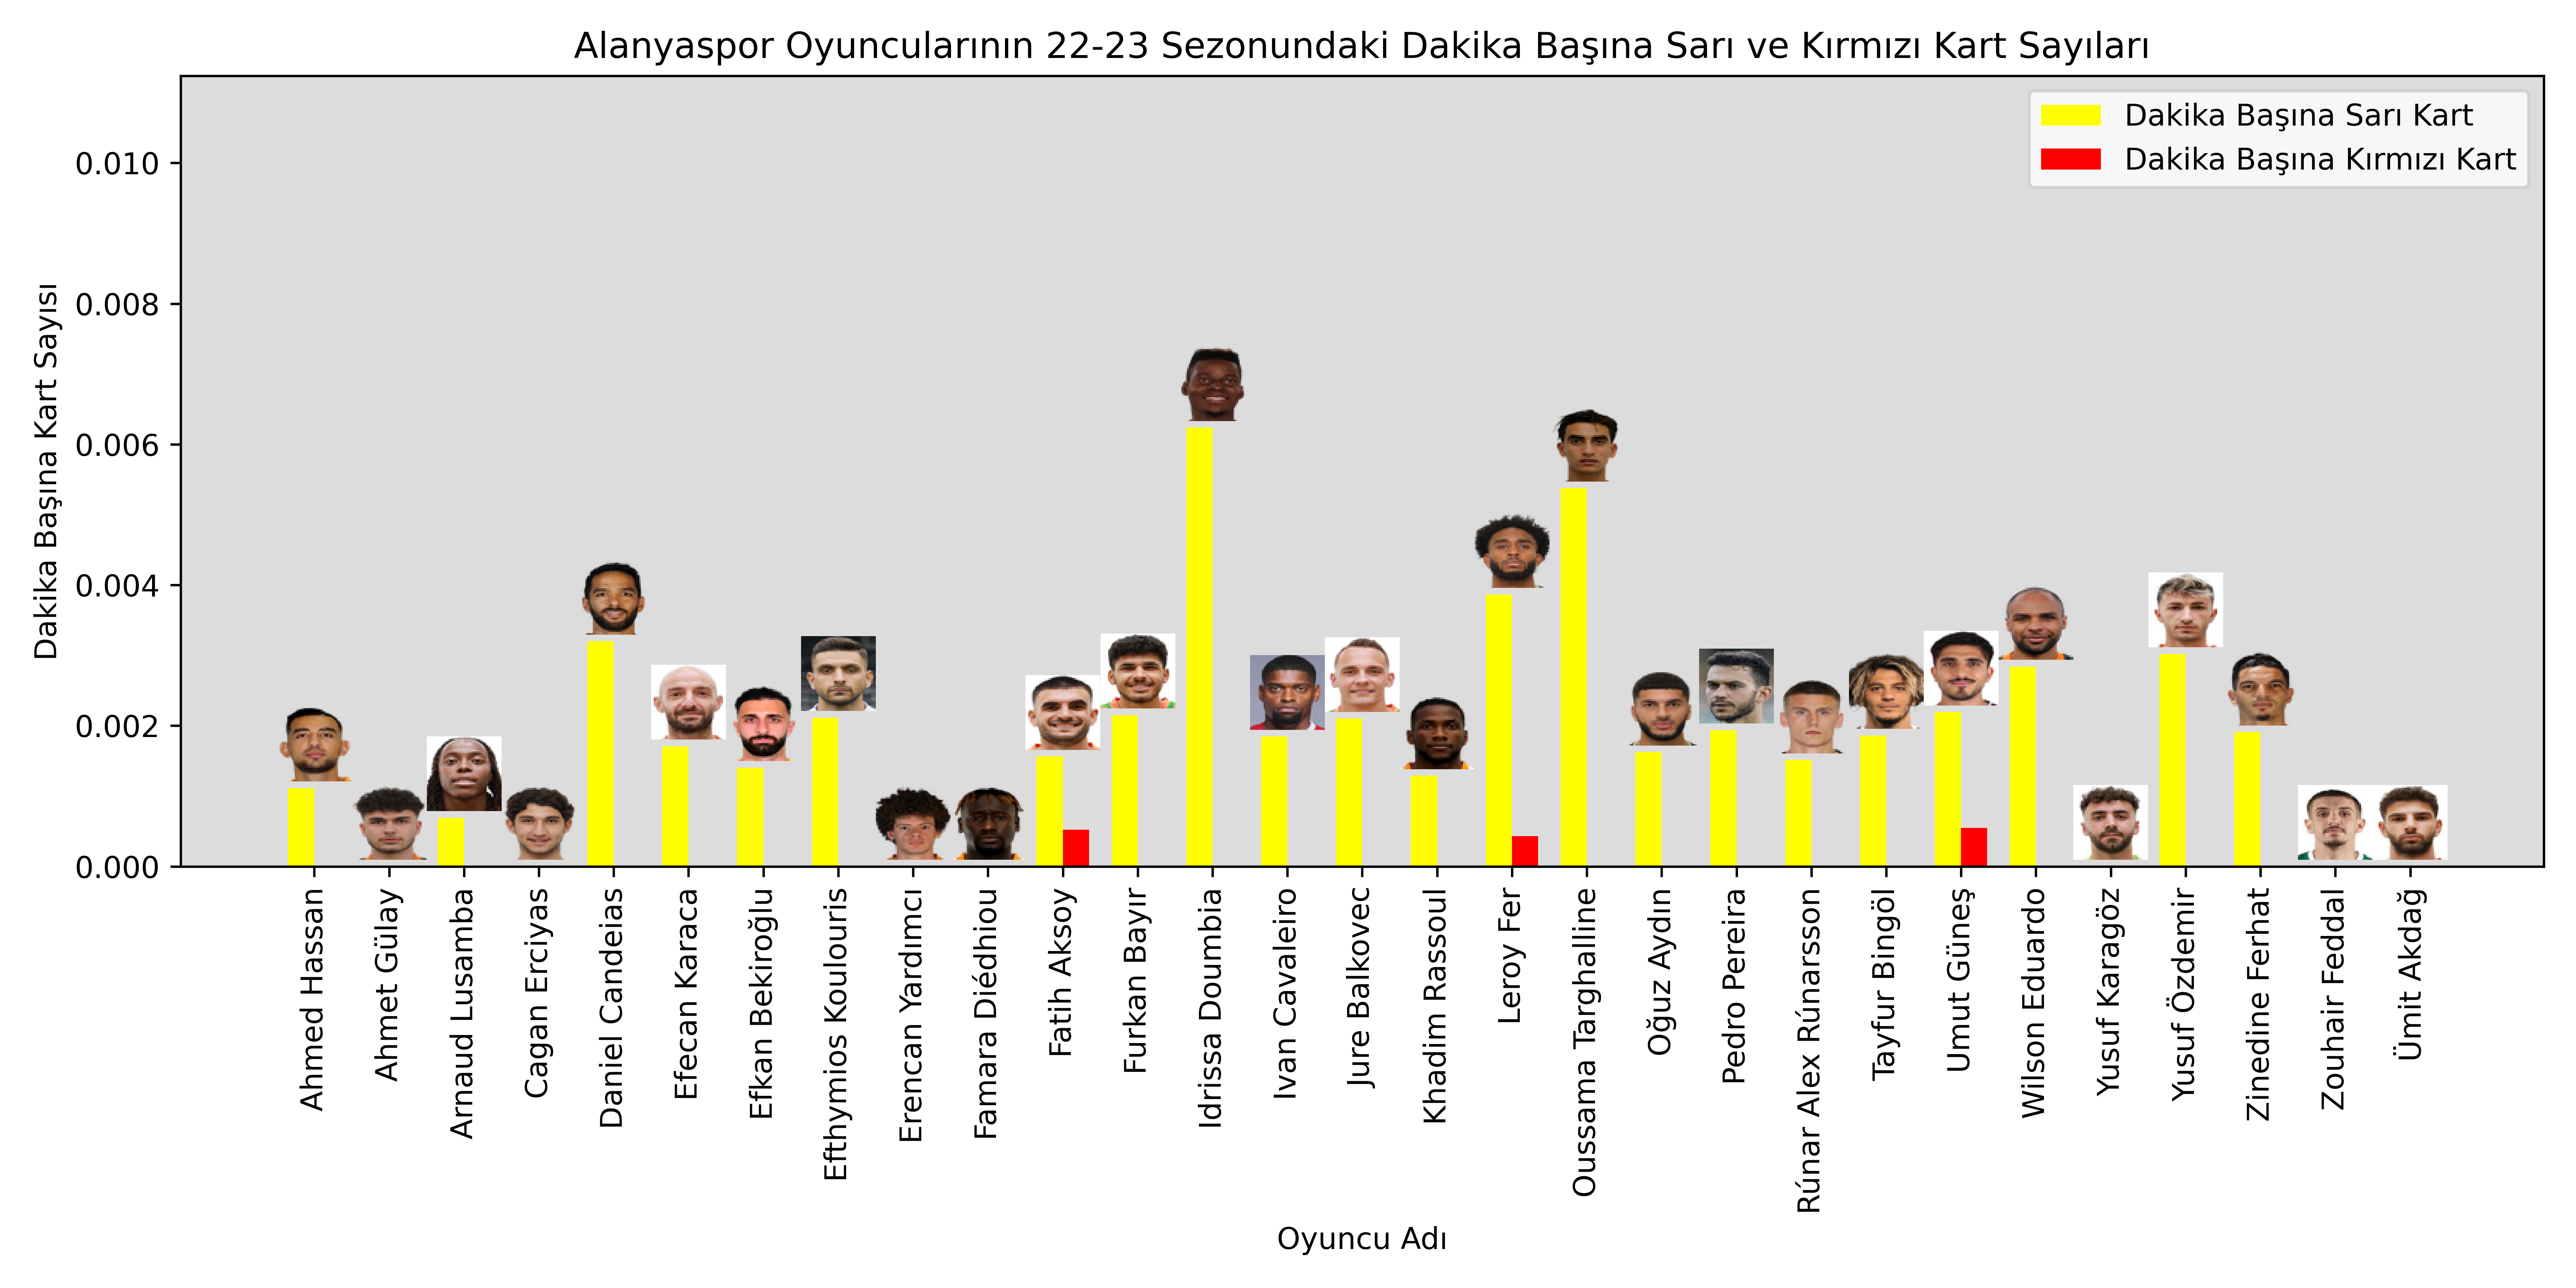 Alanyaspor Oyuncularının 22-23 Sezonundaki Dakika Başına Sarı ve Kırmızı Kart Sayıları
Dakika Başına Sarı Kart
Dakika Başına Kırmızı Kart
Dakika Başına Kart Sayısı
0.010
0.008
0.006
0.004
0.002
0.000
Ahmed Hassan
Ahmet Gülay
Arnaud Lusamba
Cagan Erciyas
Daniel Candeias
Efecan Karaca
Efkan Bekiroğlu
Efthymios Koulouris
Erencan Yardımcı
Famara Diédhiou
Fatih Aksoy
Furkan Bayır
Idrissa Doumbia
Ivan Cavaleiro
Jure Balkovec
Khadim Rassoul
Leroy Fer
Oussama Targhalline
Oğuz Aydın
Pedro Pereira
Rúnar Alex Rúnarsson
Tayfur Bingöl
Umut Güneş
Wilson Eduardo
Yusuf Karagöz
Yusuf Özdemir
Zinedine Ferhat
Zouhair Feddal
Ümit Akdağ
Oyuncu Adı